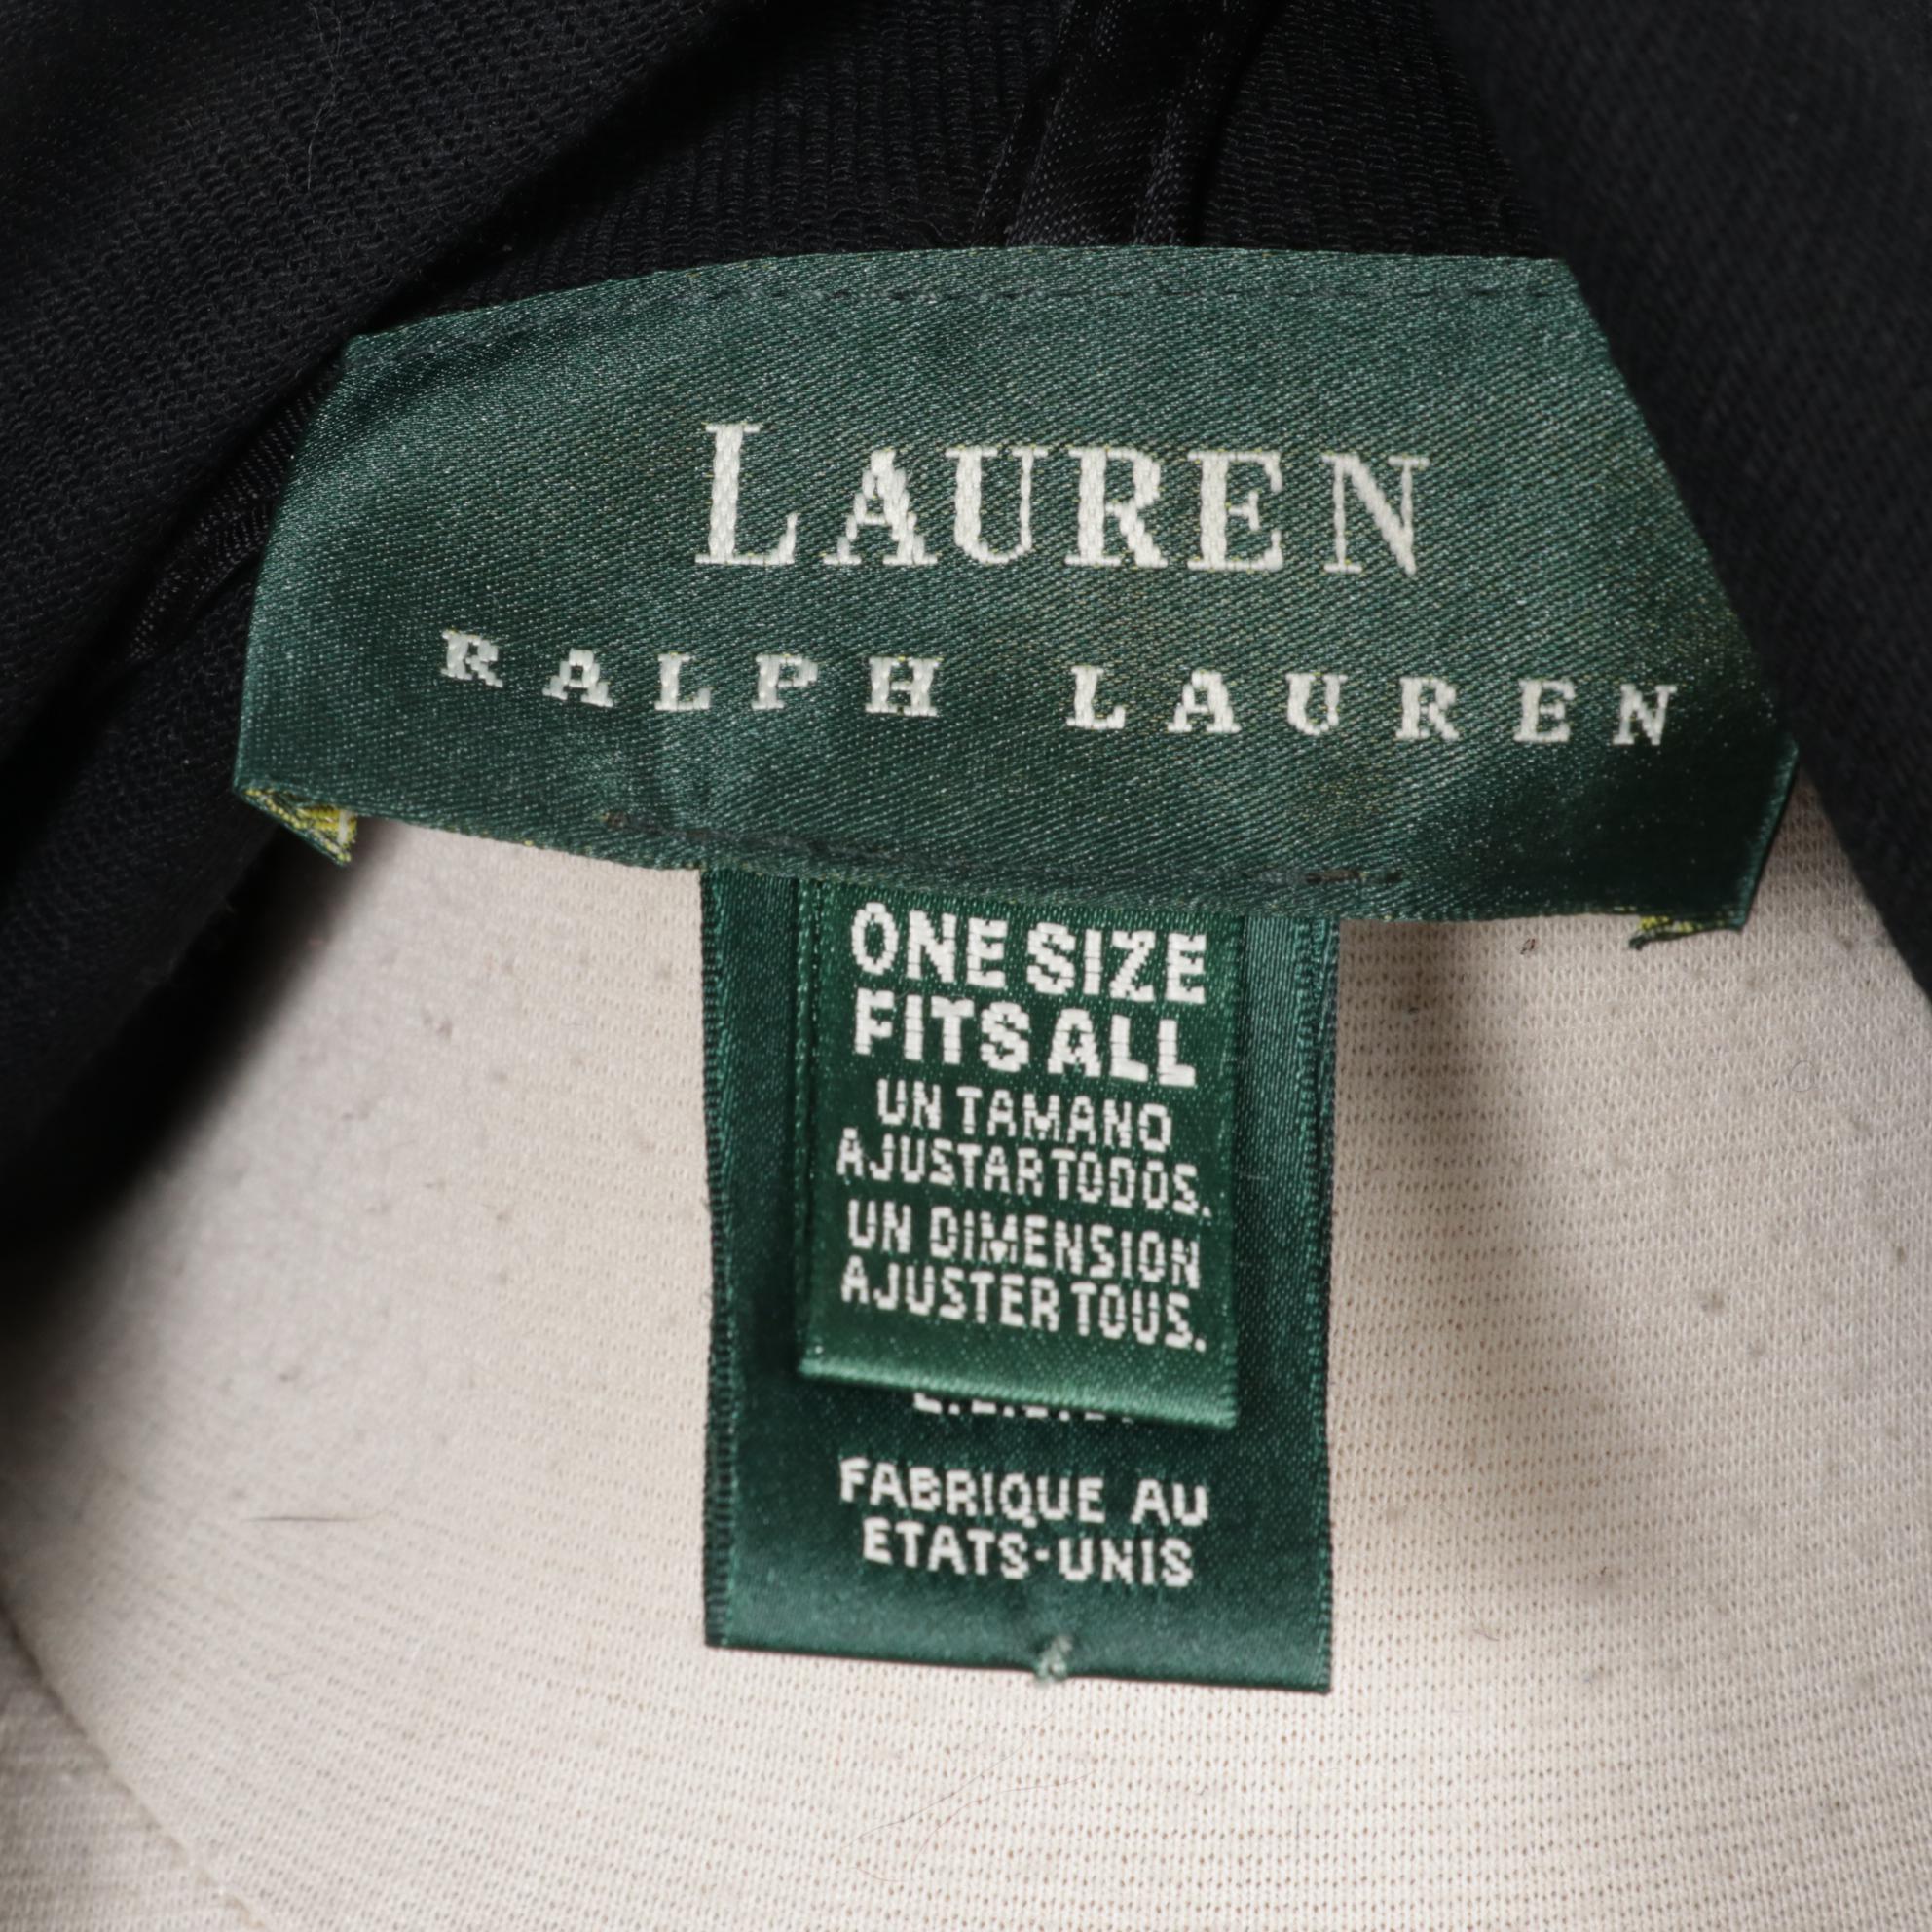 LAUREN
RALPH LAUREN
ONE SIZE
FITS ALL
UN TAMANO
AJUSTAR TODOS.
UN DIMENSION
AJUSTER TOUS.
FABRIQUE AU
ETATS-UNIS